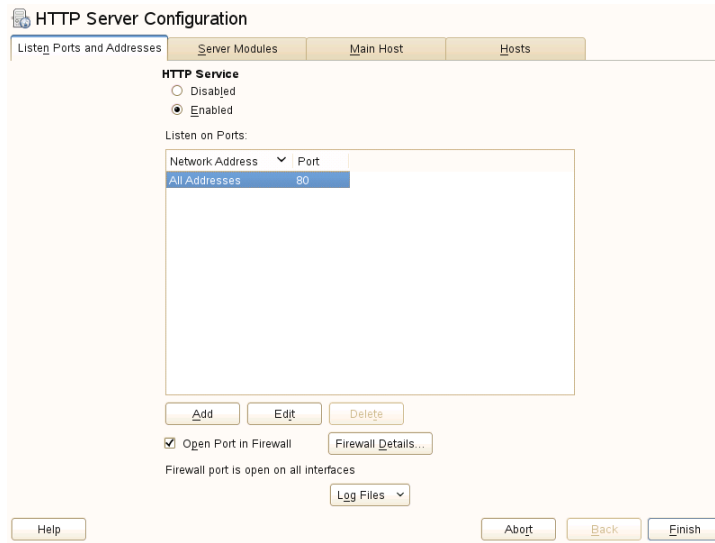 HTTP Server Configuration
Listen Ports and Addresses Server Modules Main Host Hosts
HTTP Service
Disabled
Enabled
Listen on Ports:
Network Address Port
All Addresses 80
Add Edit Delete
Open Port in Firewall Firewall Details...
Firewall port is open on all interfaces
Log Files
Help Abort Back Finish